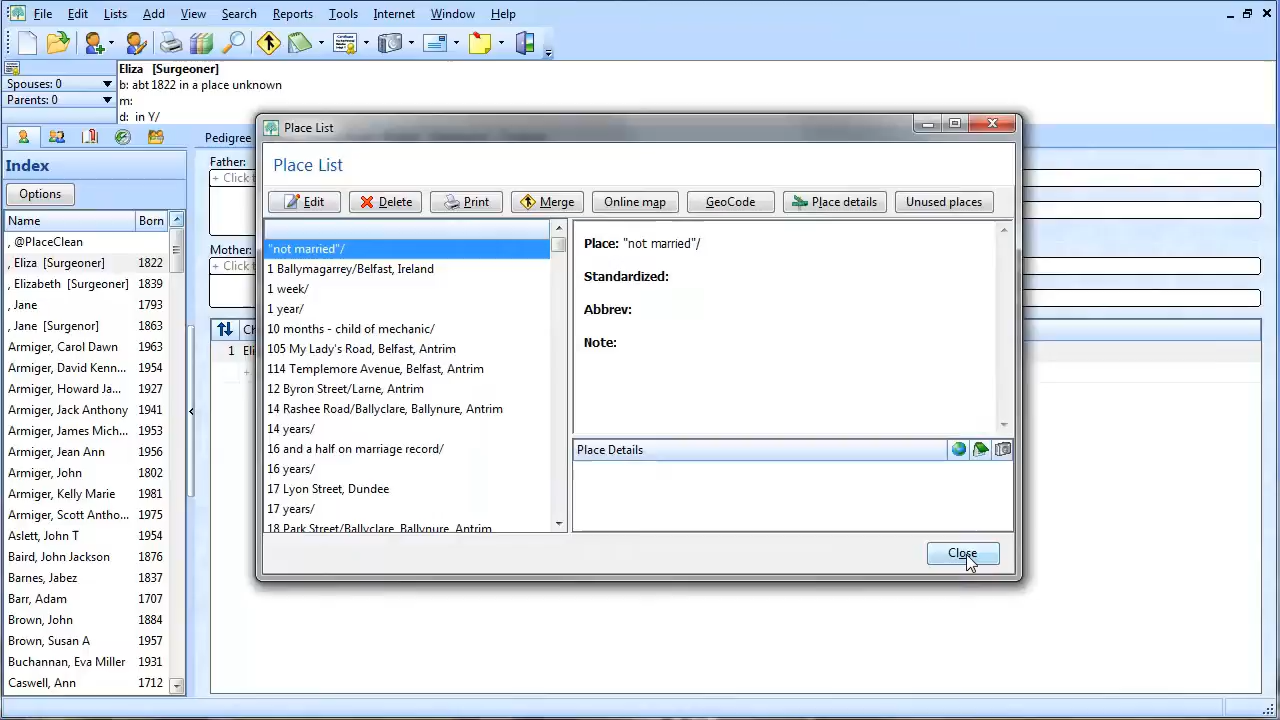 File Edit Lists Add View Search Reports Tools Internet Window Help
Eliza [Surgeoner]
Spouses: 0
b: abt 1822 in a place unknown
Parents: 0
m:
d: in Y/
Pedigree
Index
Options
Name Born
, @PlaceClean
, Eliza [Surgeoner] 1822
, Elizabeth [Surgeoner] 1839
, Jane 1793
, Jane [Surgenor] 1863
Armiger, Carol Dawn 1963
Armiger, David Kenn... 1954
Armiger, Howard Ja... 1927
Armiger, Jack Anthony 1941
Armiger, James Mich... 1953
Armiger, Jean Ann 1956
Armiger, John 1802
Armiger, Kelly Marie 1981
Armiger, Scott Antho... 1975
Aslett, John T 1954
Baird, John Jackson 1876
Barnes, Jabez 1837
Barr, Adam 1707
Brown, John 1884
Brown, Susan A 1957
Buchannan, Eva Miller 1931
Caswell, Ann 1712
Father:
+ Click
Mother:
+ Click
1
Place List
Place List
Edit Delete Print Merge Online map GeoCode Place details Unused places
"not married"/
1 Ballymagarrey/Belfast, Ireland
1 week/
1 year/
10 months - child of mechanic/
105 My Lady's Road, Belfast, Antrim
114 Templemore Avenue, Belfast, Antrim
12 Byron Street/Larne, Antrim
14 Rashee Road/Ballyclare, Ballynure, Antrim
14 years/
16 and a half on marriage record/
16 years/
17 Lyon Street, Dundee
17 years/
18 Park Street/Ballyclare, Ballynure, Antrim
Place: "not married"/
Standardized:
Abbrev:
Note:
Place Details
Close